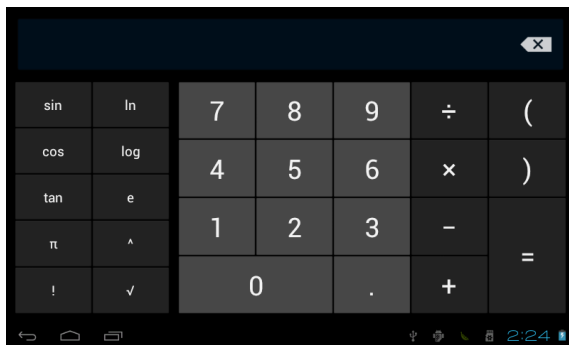 sin ln 7 8 9 ÷ (
cos log 4 5 6 × )
tan e 1 2 3 −
π ^ 0 . + =
! √
2:24